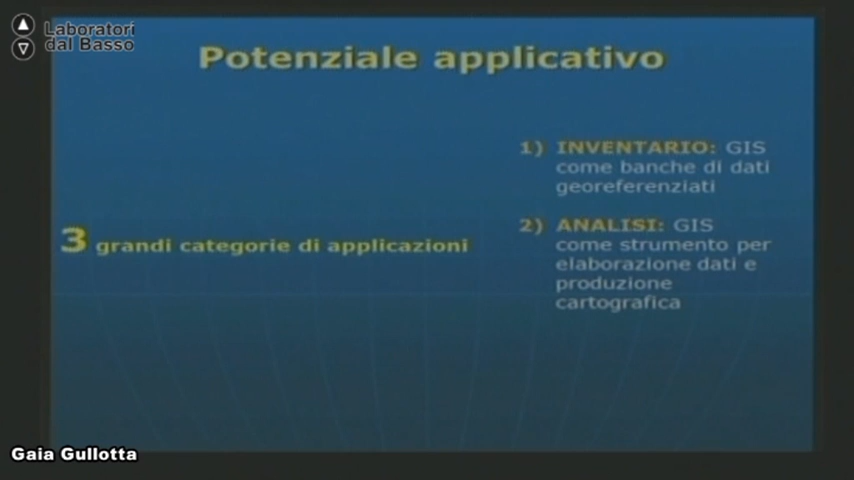 Laboratori
dal Basso
Potenziale applicativo
1) INVENTARIO: GIS
come banche di dati
georeferenziati
3 grandi categorie di applicazioni
2) ANALISI: GIS
come strumento per
elaborazione dati e
produzione
cartografica
Gaia Gullotta